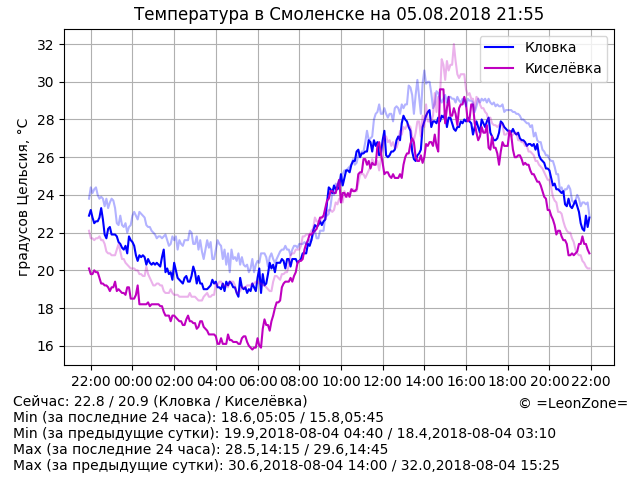 Температура в Смоленске на 05.08.2018 21:55
Кловка
Киселёвка
градусов Цельсия, °C
32
30
28
26
24
22
20
18
16
22:00 00:00 02:00 04:00 06:00 08:00 10:00 12:00 14:00 16:00 18:00 20:00 22:00
Сейчас: 22.8 / 20.9 (Кловка / Киселёвка)
© =LeonZone=
Min (за последние 24 часа): 18.6,05:05 / 15.8,05:45
Min (за предыдущие сутки): 19.9,2018-08-04 04:40 / 18.4,2018-08-04 03:10
Max (за последние 24 часа): 28.5,14:15 / 29.6,14:45
Max (за предыдущие сутки): 30.6,2018-08-04 14:00 / 32.0,2018-08-04 15:25